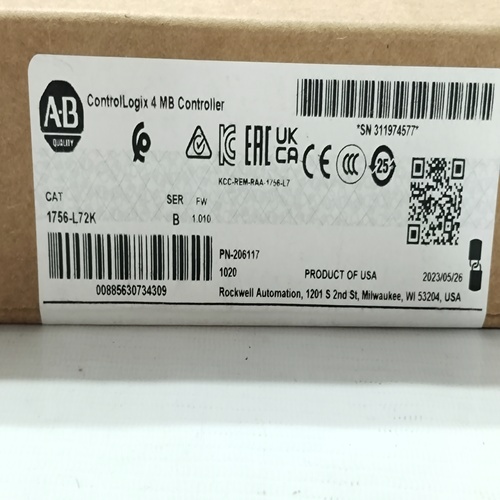 A-B
QUALITY
ControlLogix 4 MB Controller
*SN 311974577*
EAC
UK
CA
CE
CCC
25
KCC-REM-RAA-1756-L7
CAT SER FW
1756-L72K B 1.010
PN-206117
1020 PRODUCT OF USA 2023/05/26
00885630734309
Rockwell Automation, 1201 S 2nd St, Milwaukee, WI 53204, USA